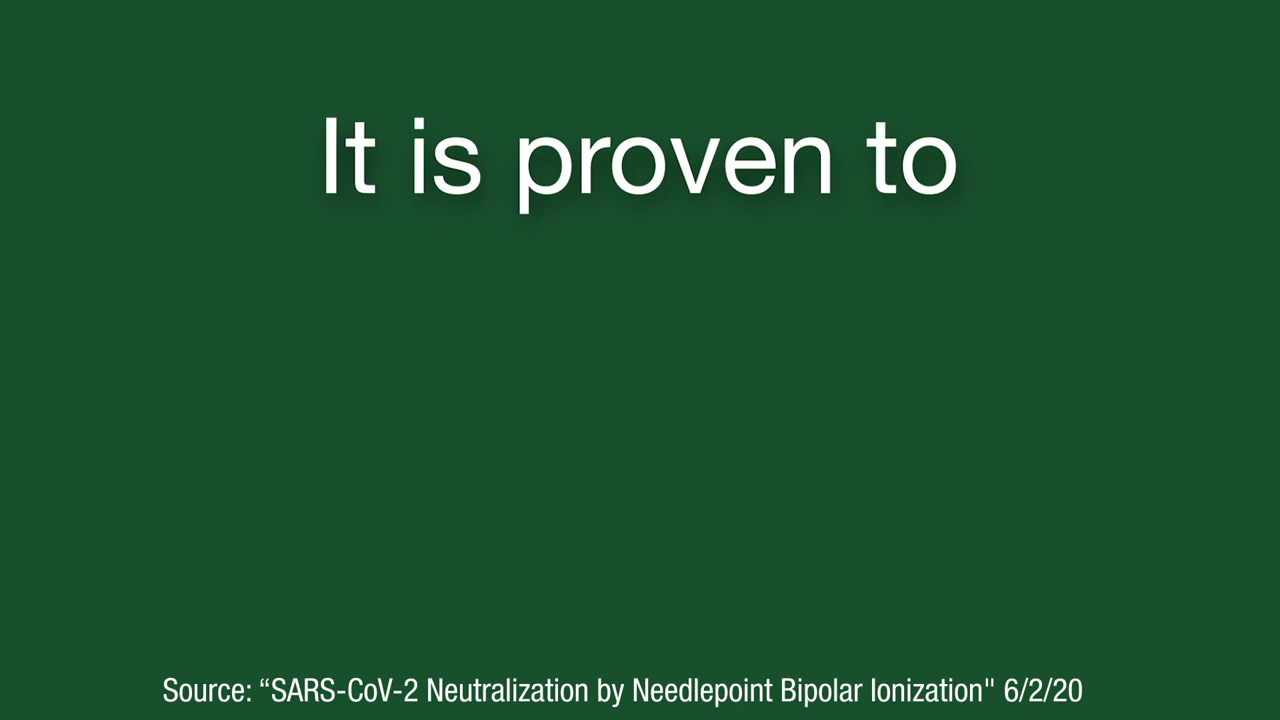 It is proven to
Source: “SARS-CoV-2 Neutralization by Needlepoint Bipolar Ionization" 6/2/20